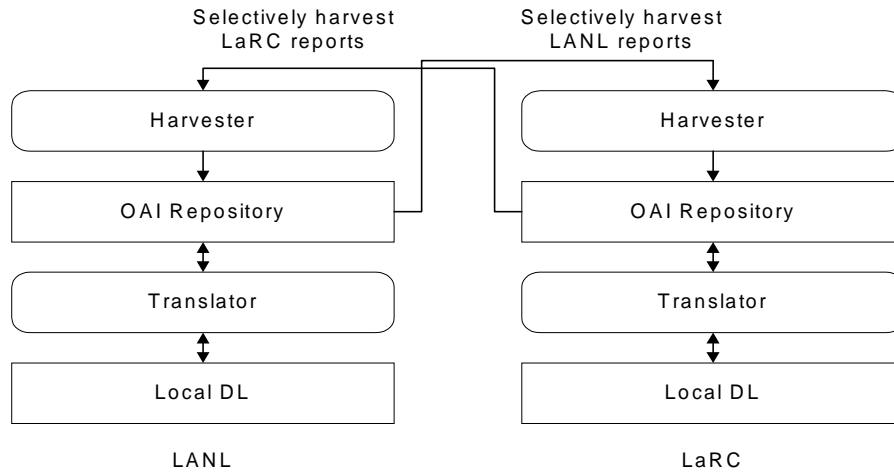 Selectively harvest
LaRC reports
Selectively harvest
LANL reports
Harvester
Harvester
OAI Repository
OAI Repository
Translator
Translator
Local DL
Local DL
LANL
LaRC